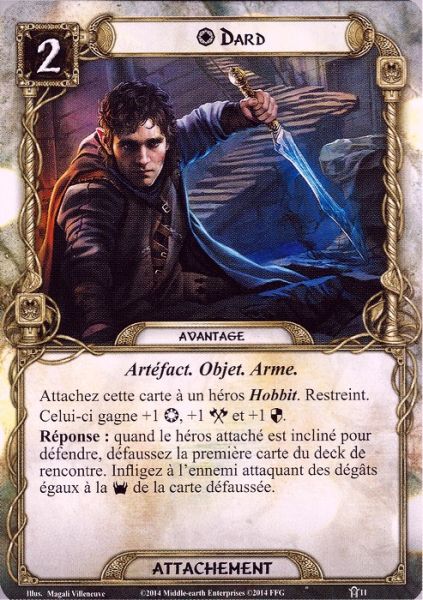 2
Dard
AVANTAGE
Artéfact. Objet. Arme.
Attachez cette carte à un héros Hobbit. Restreint.
Celui-ci gagne +1 , +1 et +1 .
Réponse : quand le héros attaché est incliné pour
défendre, défaussez la première carte du deck de
rencontre. Infligez à l'ennemi attaquant des dégâts
égaux à la de la carte défaussée.
ATTACHEMENT
Illus. Magali Villeneuve
©2014 Middle-earth Enterprises ©2014 FFG
11